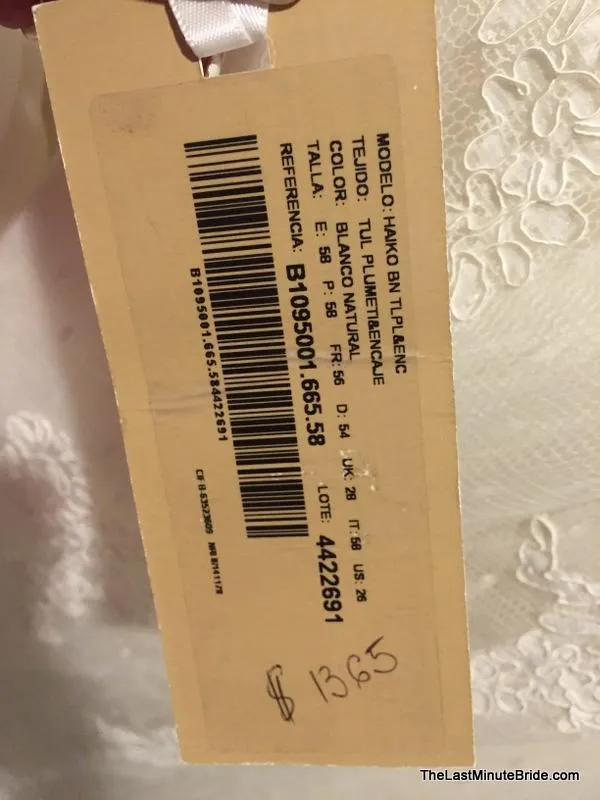 MODELO: HAIKO BN TLPL&ENC
TEJIDO: TUL PLUMETI&ENCAJE
COLOR: BLANCO NATURAL
TALLA: E: 58 P: 58 FR: 56 D: 54 UK: 28 IT: 58 US: 26
REFERENCIA: B1095001.665.58 LOTE: 4422691
B1095001.665.584422691
$ 1365
TheLastMinuteBride.com